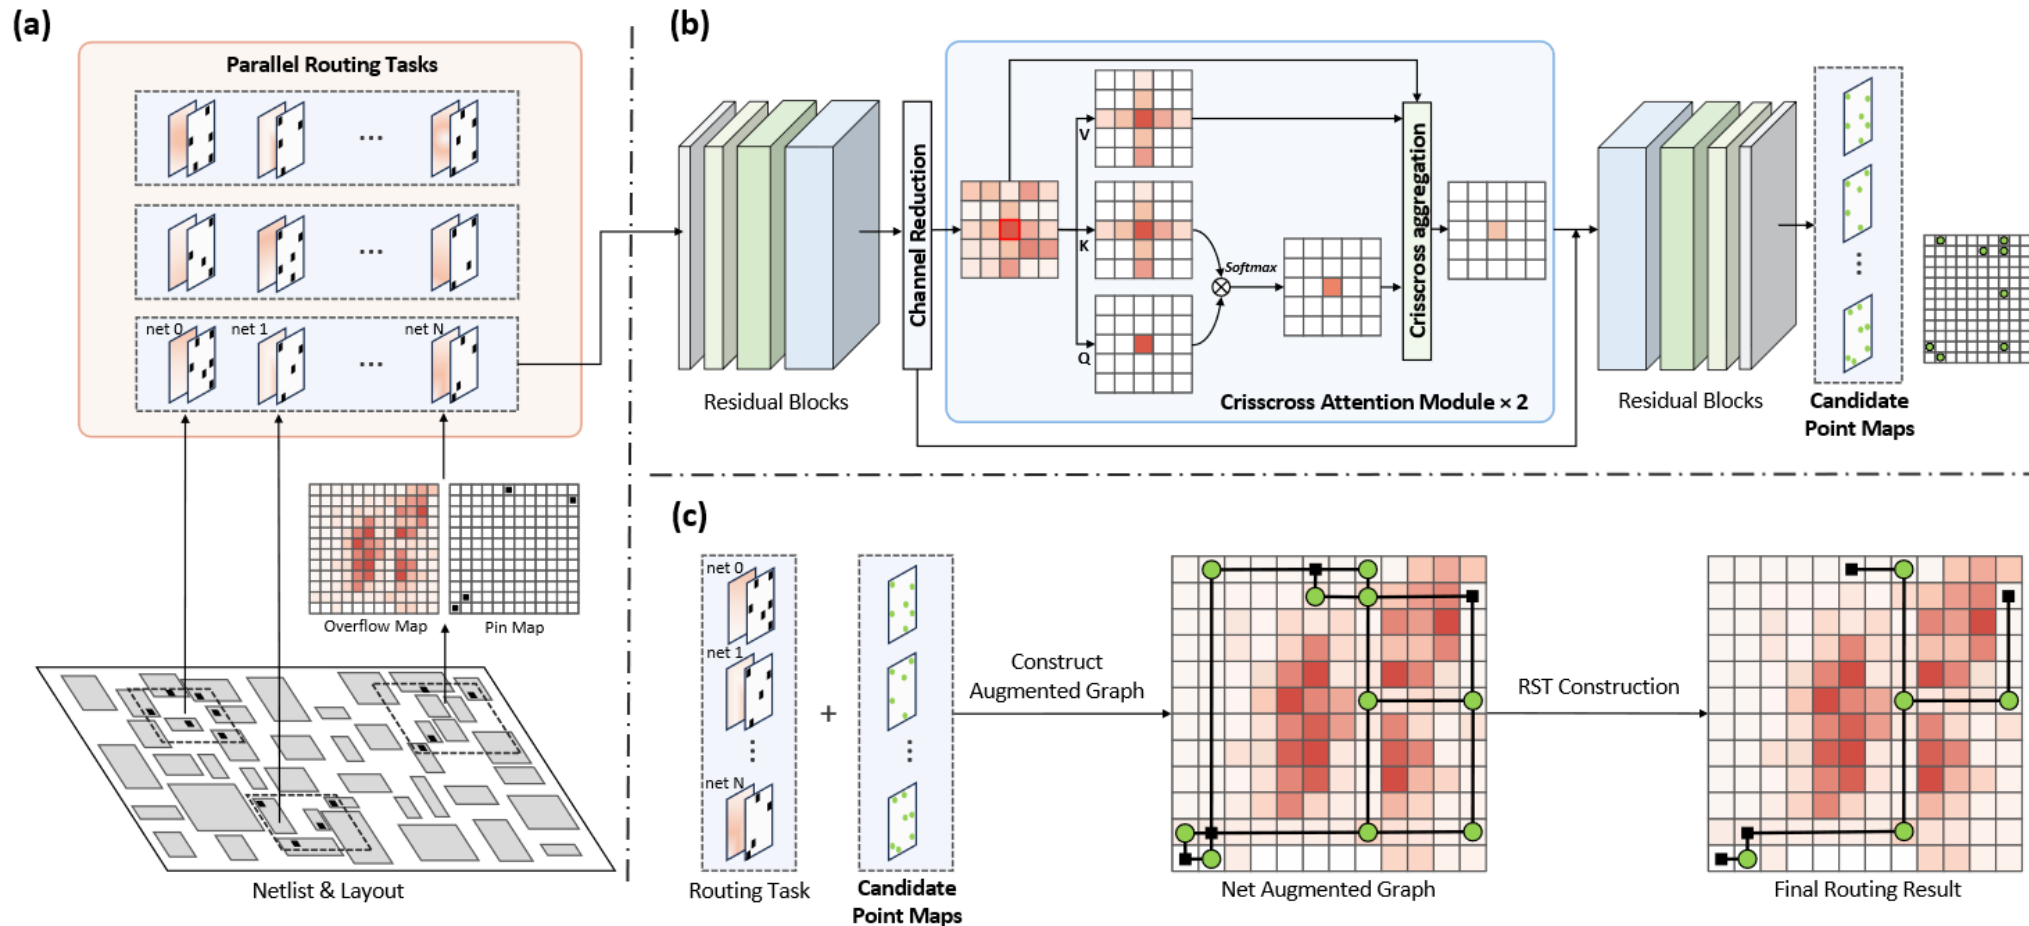 (a)
Parallel Routing Tasks
...
...
net 0
net 1
...
net N
Overflow Map
Pin Map
Netlist & Layout
(b)
Residual Blocks
Channel Reduction
V
K
Q
Softmax
Crisscross aggregation
Crisscross Attention Module × 2
Residual Blocks
Candidate
Point Maps
(c)
net 0
net 1
net N
+
Routing Task
Candidate
Point Maps
Construct
Augmented Graph
Net Augmented Graph
RST Construction
Final Routing Result